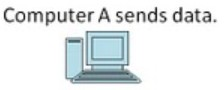 Computer A sends data.